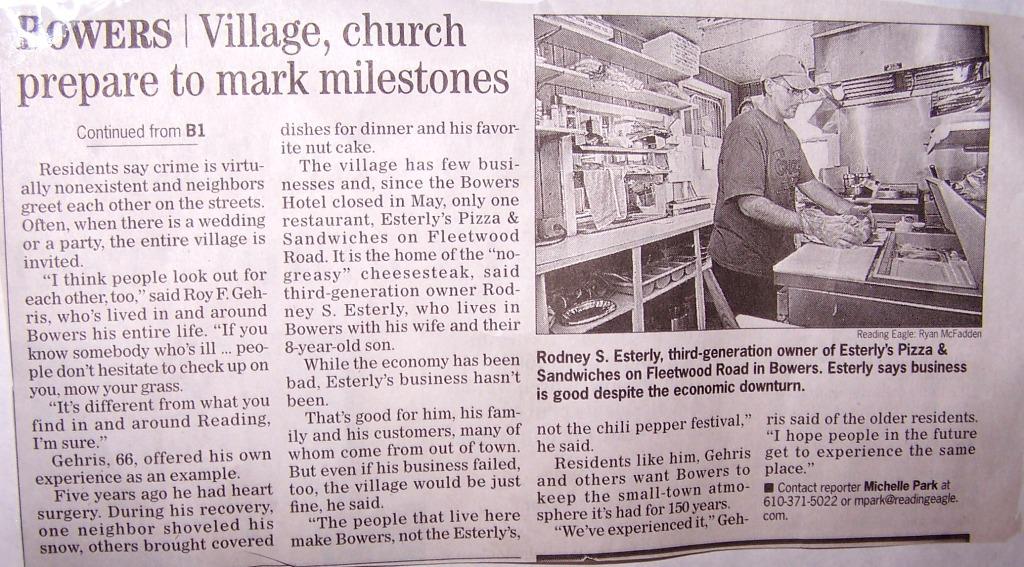 BOWERS | Village, church
prepare to mark milestones
Continued from B1
Residents say crime is virtu-
ally nonexistent and neighbors
greet each other on the streets.
Often, when there is a wedding
or a party, the entire village is
invited.
"I think people look out for
each other, too," said Roy F. Geh-
ris, who's lived in and around
Bowers his entire life. "If you
know somebody who's ill ... peo-
ple don't hesitate to check up on
you, mow your grass.
"It's different from what you
find in and around Reading,
I'm sure."
Gehris, 66, offered his own
experience as an example.
Five years ago he had heart
surgery. During his recovery,
one neighbor shoveled his
snow, others brought covered
dishes for dinner and his favor-
ite nut cake.
The village has few busi-
nesses and, since the Bowers
Hotel closed in May, only one
restaurant, Esterly's Pizza &
Sandwiches on Fleetwood
Road. It is the home of the "no-
greasy" cheesesteak, said
third-generation owner Rod-
ney S. Esterly, who lives in
Bowers with his wife and their
8-year-old son.
While the economy has been
bad, Esterly's business hasn't
been.
That's good for him, his fam-
ily and his customers, many of
whom come from out of town.
But even if his business failed,
too, the village would be just
fine, he said.
"The people that live here
make Bowers, not the Esterly's,
Reading Eagle: Ryan McFadden
Rodney S. Esterly, third-generation owner of Esterly's Pizza &
Sandwiches on Fleetwood Road in Bowers. Esterly says business
is good despite the economic downturn.
not the chili pepper festival,"
he said.
Residents like him, Gehris
and others want Bowers to
keep the small-town atmo-
sphere it's had for 150 years.
"We've experienced it," Geh-
ris said of the older residents.
"I hope people in the future
get to experience the same
place."
■ Contact reporter Michelle Park at
610-371-5022 or mpark@readingeagle.
com.